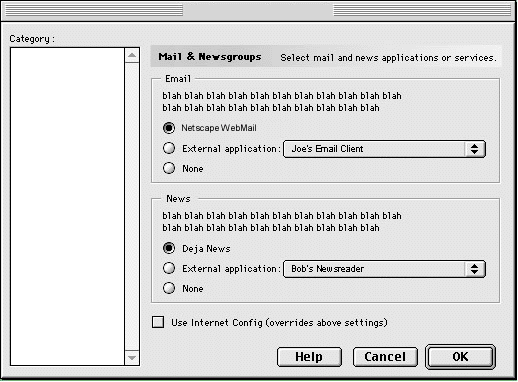 Category :
Mail & Newsgroups Select mail and news applications or services.
Email
blah blah blah blah blah blah blah blah blah blah blah
blah blah blah blah blah blah blah blah blah blah
Netscape WebMail
External application: Joe's Email Client
None
News
blah blah blah blah blah blah blah blah blah blah blah
blah blah blah blah blah blah blah blah blah blah
Deja News
External application: Bob's Newsreader
None
Use Internet Config (overrides above settings)
Help Cancel OK